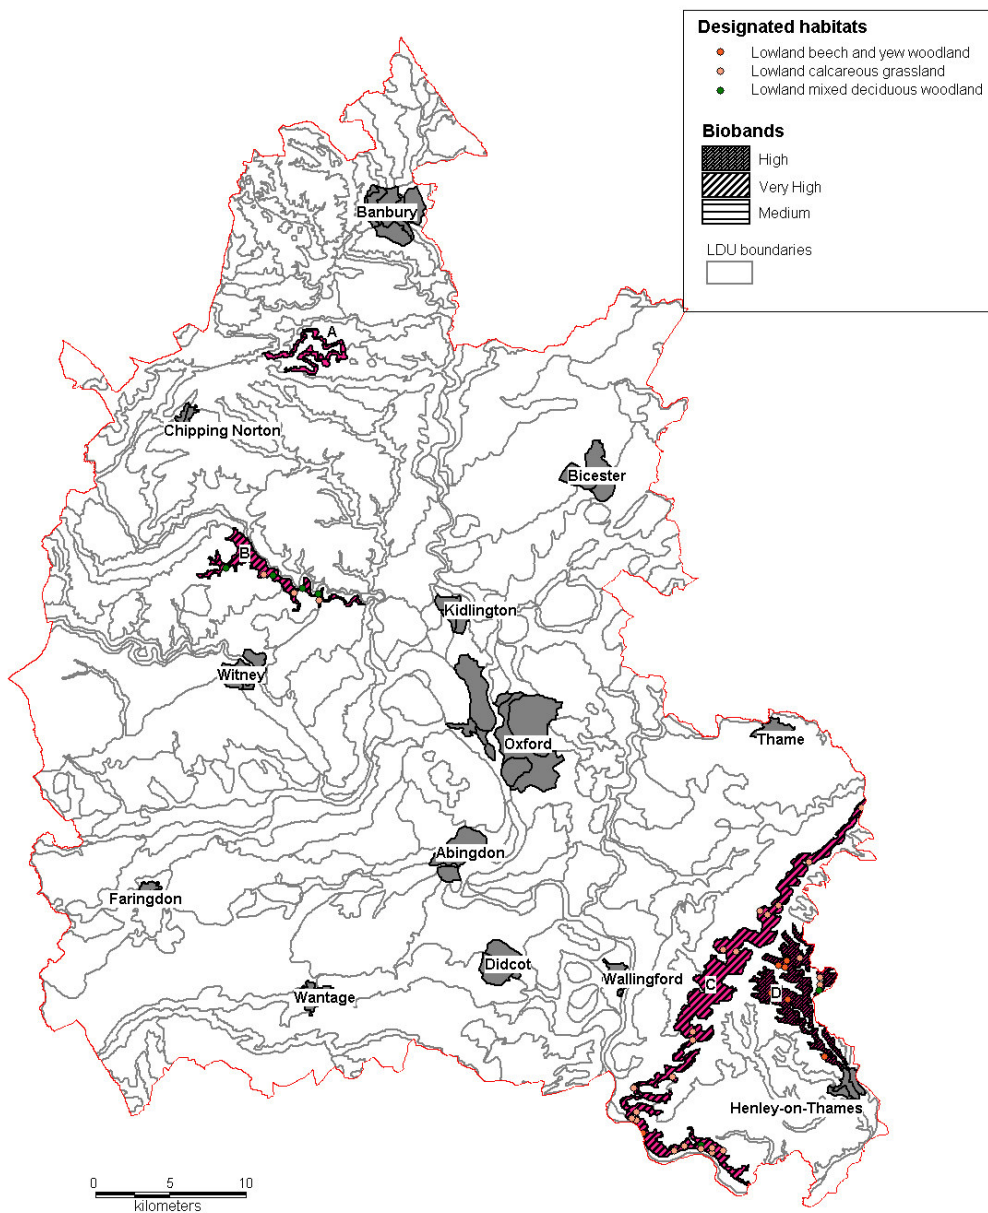 Designated habitats
Lowland beech and yew woodland
Lowland calcareous grassland
Lowland mixed deciduous woodland
Biobands
High
Very High
Medium
LDU boundaries
Banbury
A
Chipping Norton
Bicester
B
Kidlington
Witney
Oxford
Thame
Abingdon
Faringdon
Didcot
Wallingford
C
D
Wantage
Henley-on-Thames
0 5 10
kilometers